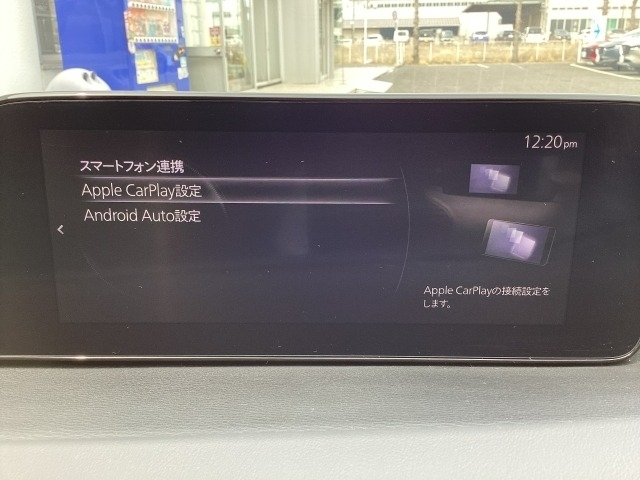 12:20pm
スマートフォン連携
Apple CarPlay設定
Android Auto設定
Apple CarPlayの接続設定を
します。